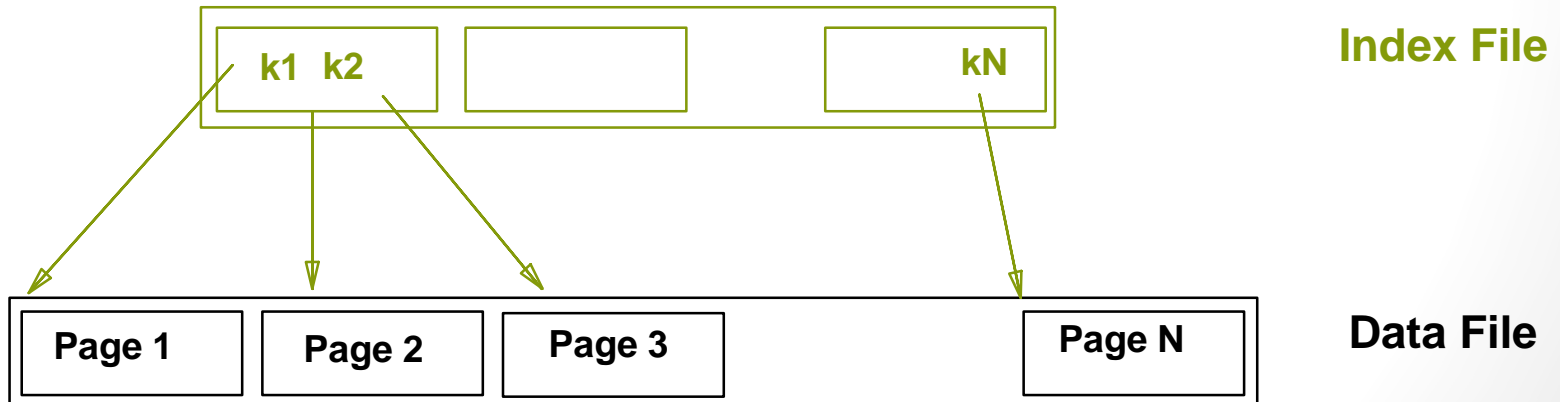 k1 k2
kN
Index File
Page 1
Page 2
Page 3
Page N
Data File